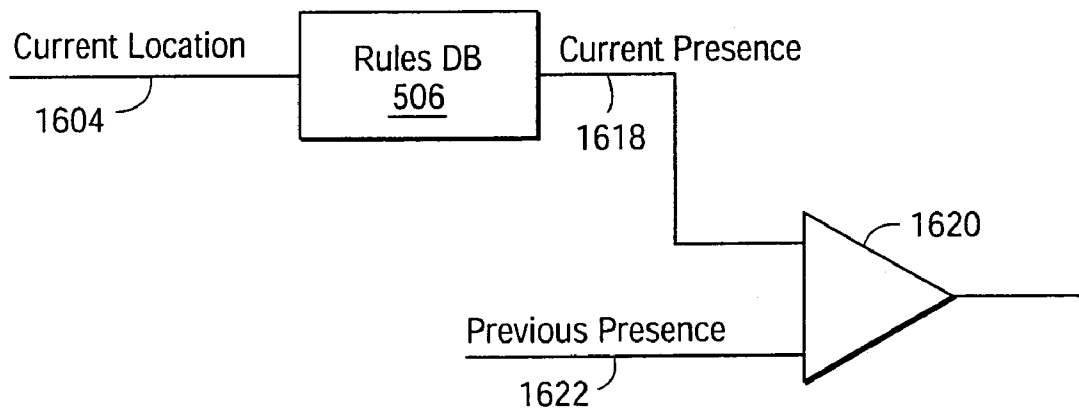 Current Location
1604
Rules DB
506
Current Presence
1618
1620
Previous Presence
1622